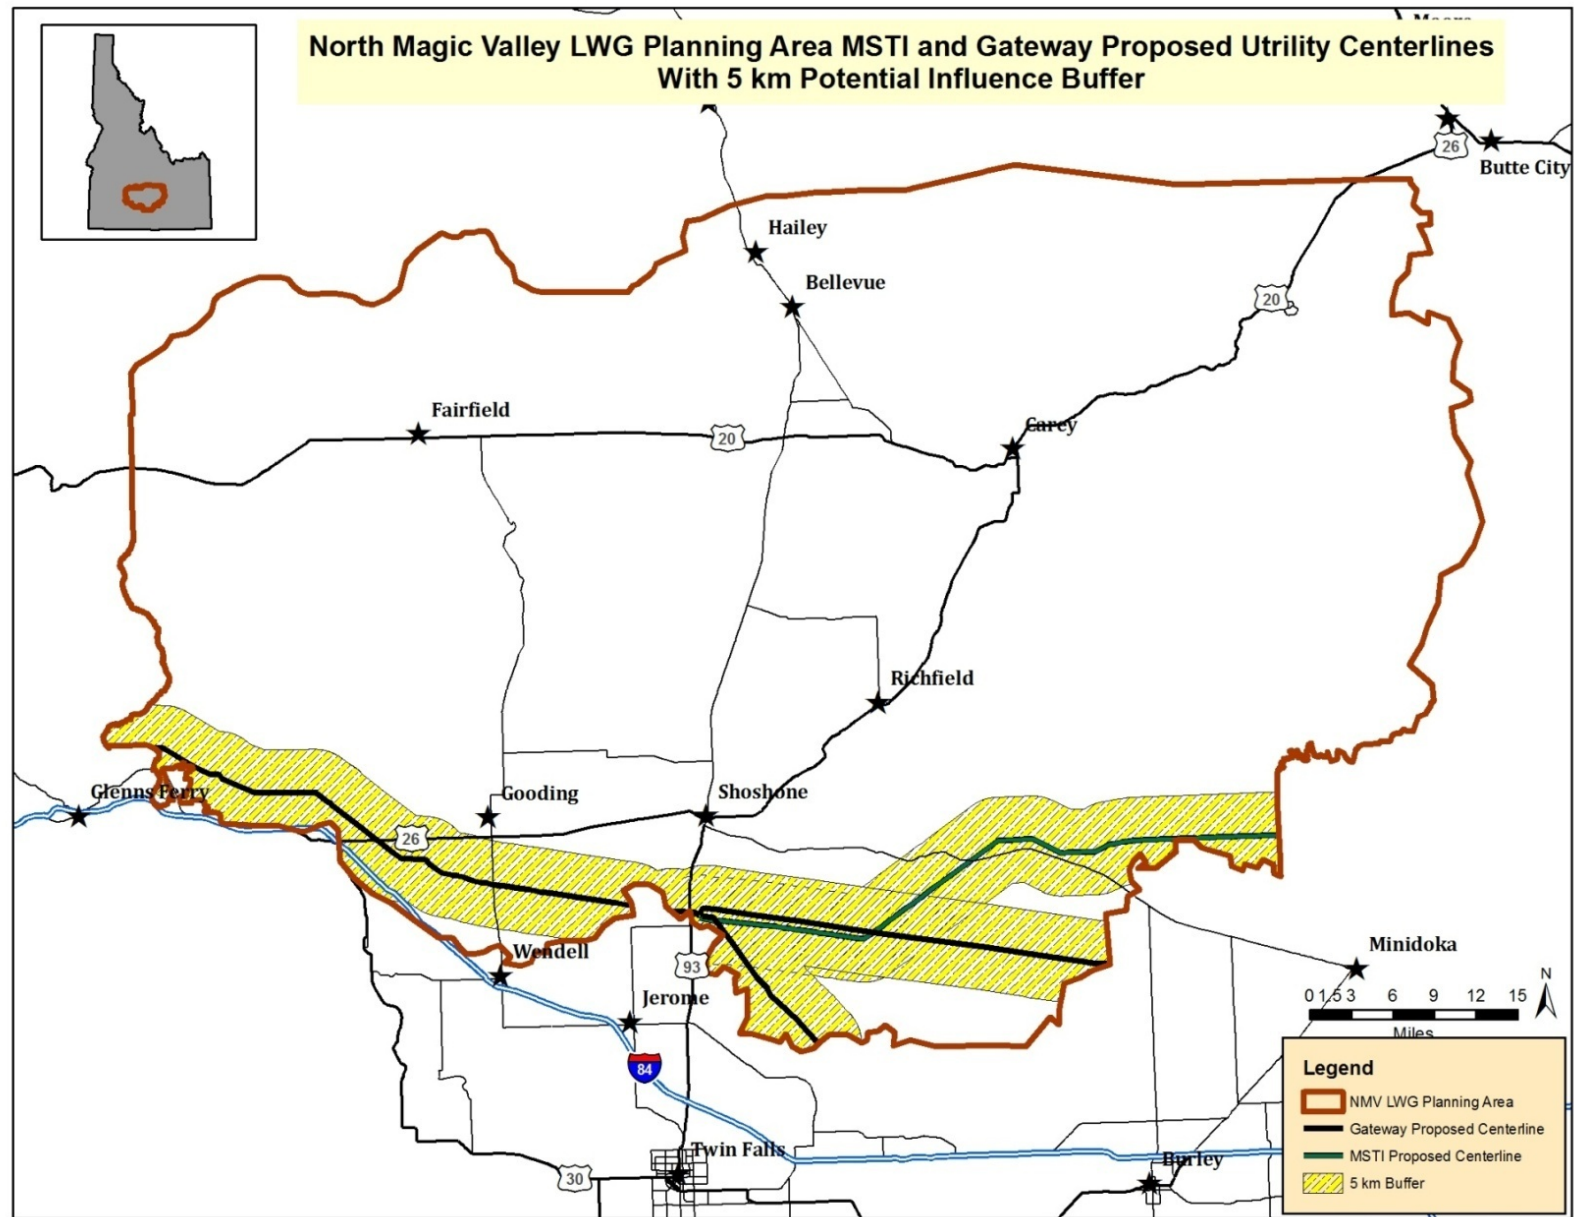 North Magic Valley LWG Planning Area MSTI and Gateway Proposed Utrility Centerlines
With 5 km Potential Influence Buffer
26
Butte City
Hailey
Bellevue
20
Fairfield
20
Carey
Richfield
Glenns Ferry
Gooding
Shoshone
26
Wendell
93
Minidoka
Jerome
N
0 1.5 3 6 9 12 15
Miles
84
Legend
NMV LWG Planning Area
Gateway Proposed Centerline
MSTI Proposed Centerline
5 km Buffer
Twin Falls
Burley
30